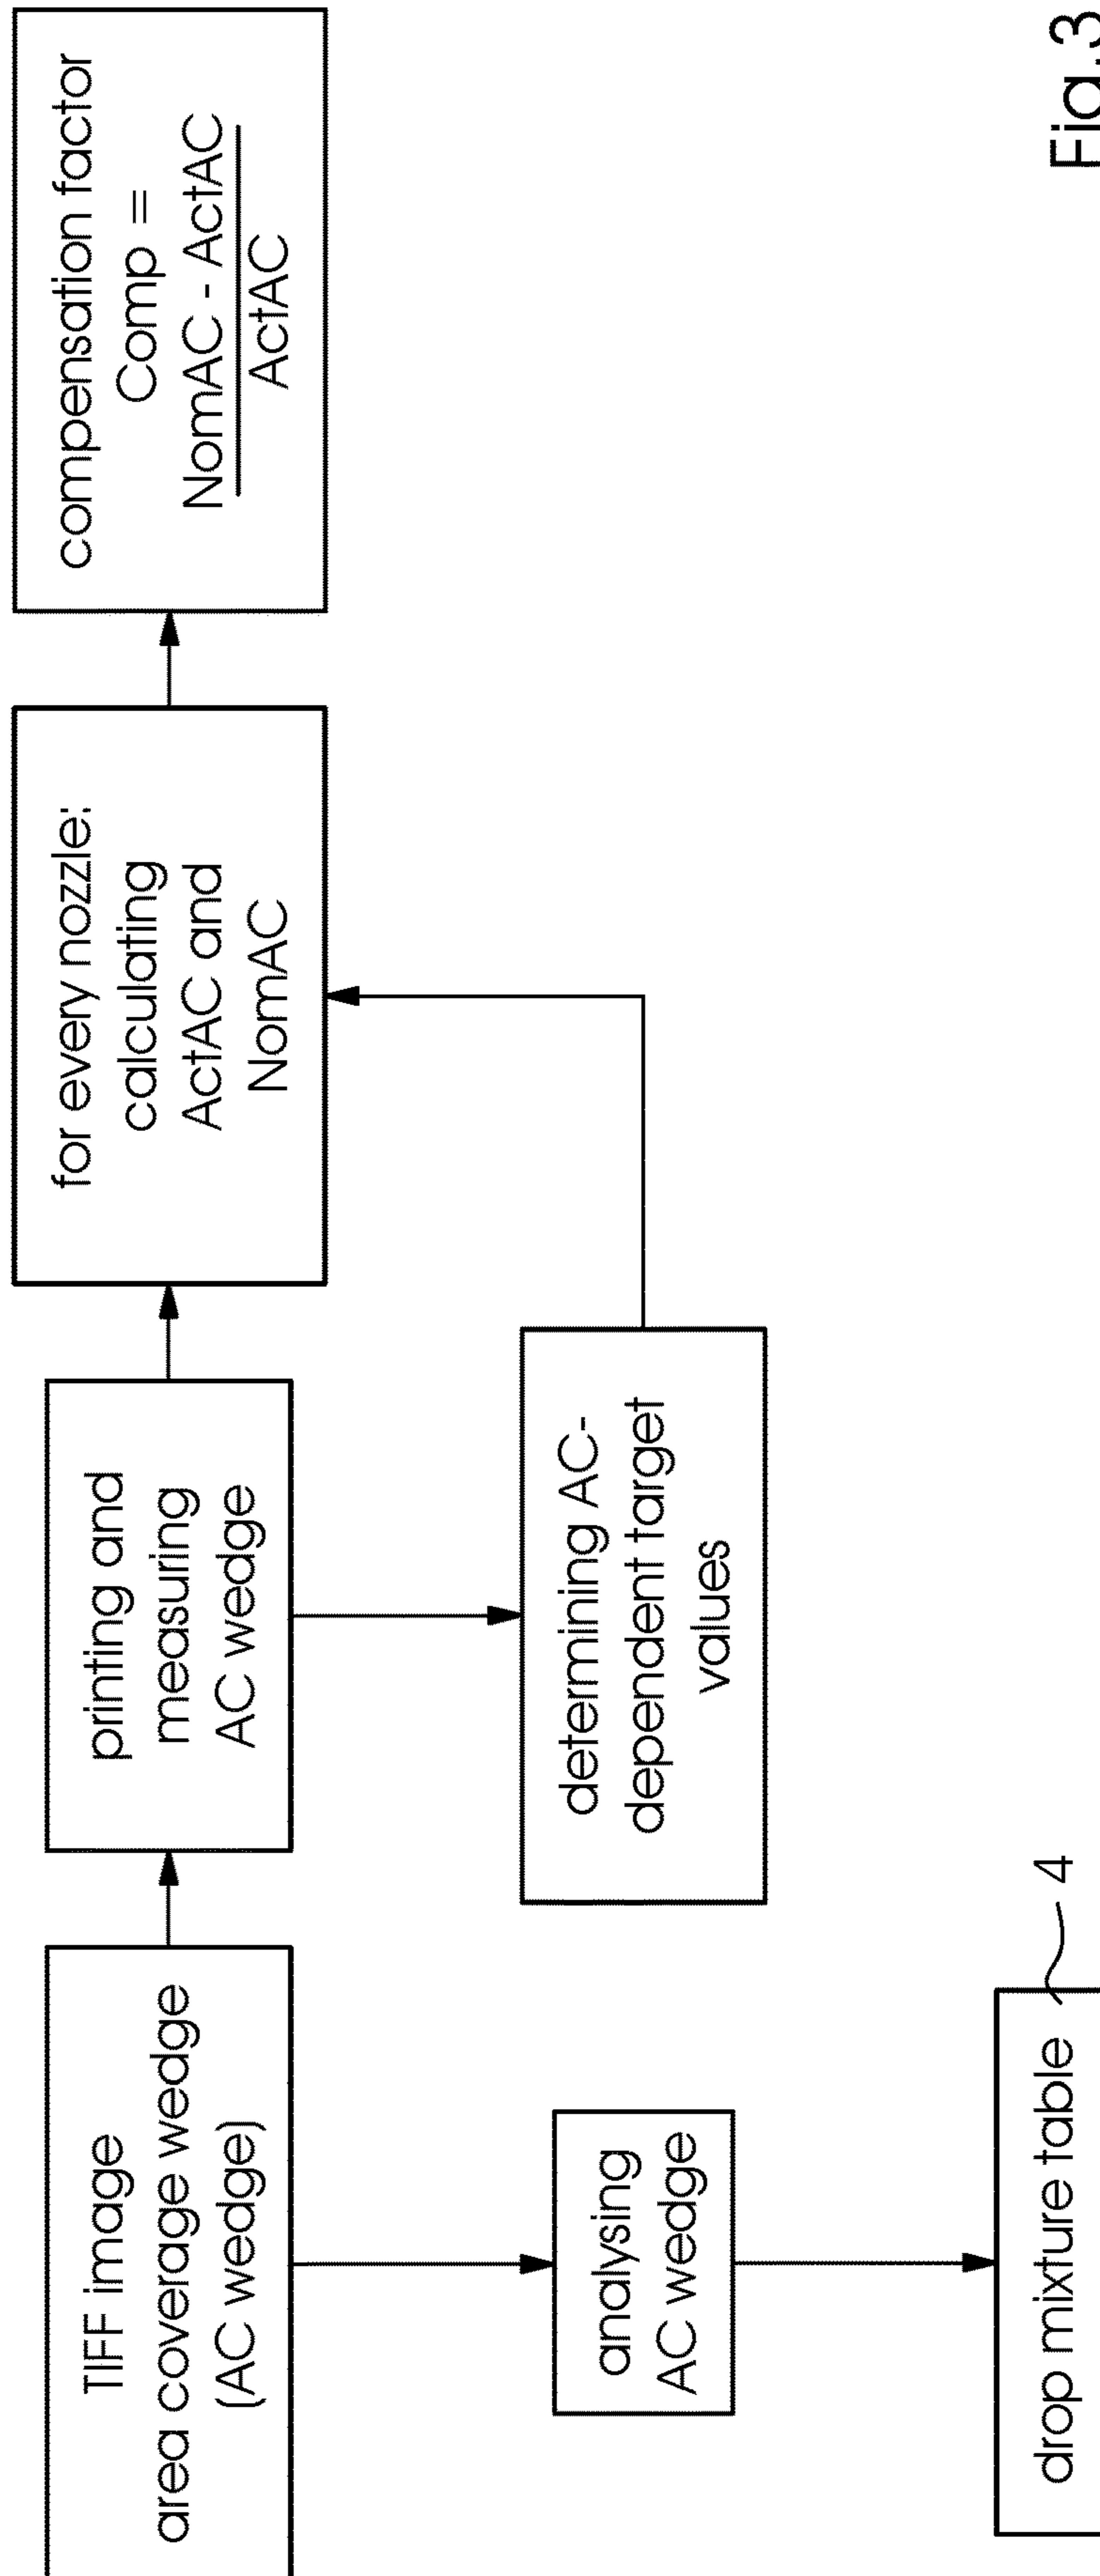 TIFF image
area coverage wedge
(AC wedge)
printing and
measuring
AC wedge
for every nozzle:
calculating
ActAC and
NomAC
compensation factor
Comp =
NomAC - ActAC
ActAC
analysing
AC wedge
determining AC-
dependent target
values
drop mixture table
4
Fig.3